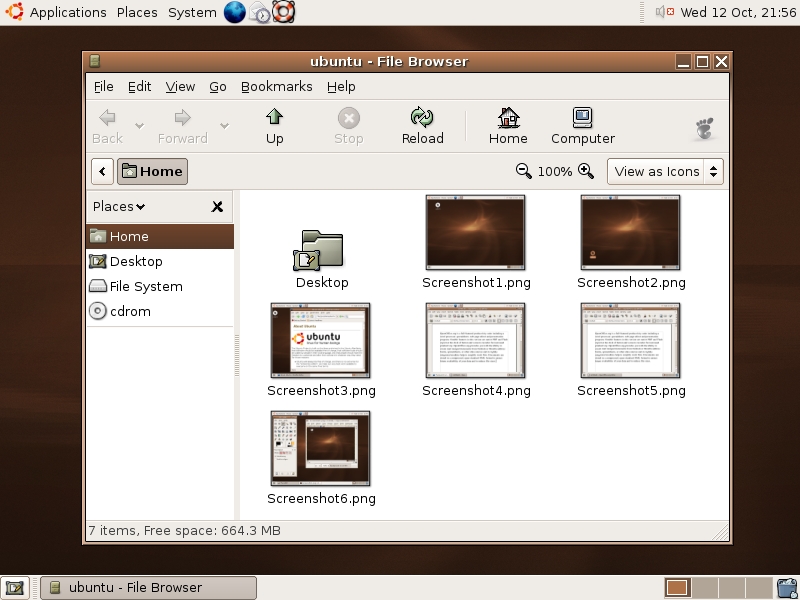 Applications Places System Wed 12 Oct, 21:56
ubuntu - File Browser
File Edit View Go Bookmarks Help
Back Forward Up Stop Reload Home Computer
Home 100% View as Icons
Places
Home
Desktop
File System
cdrom
Desktop Screenshot1.png Screenshot2.png
ubuntu
Screenshot3.png Screenshot4.png Screenshot5.png
Screenshot6.png
7 items, Free space: 664.3 MB
ubuntu - File Browser